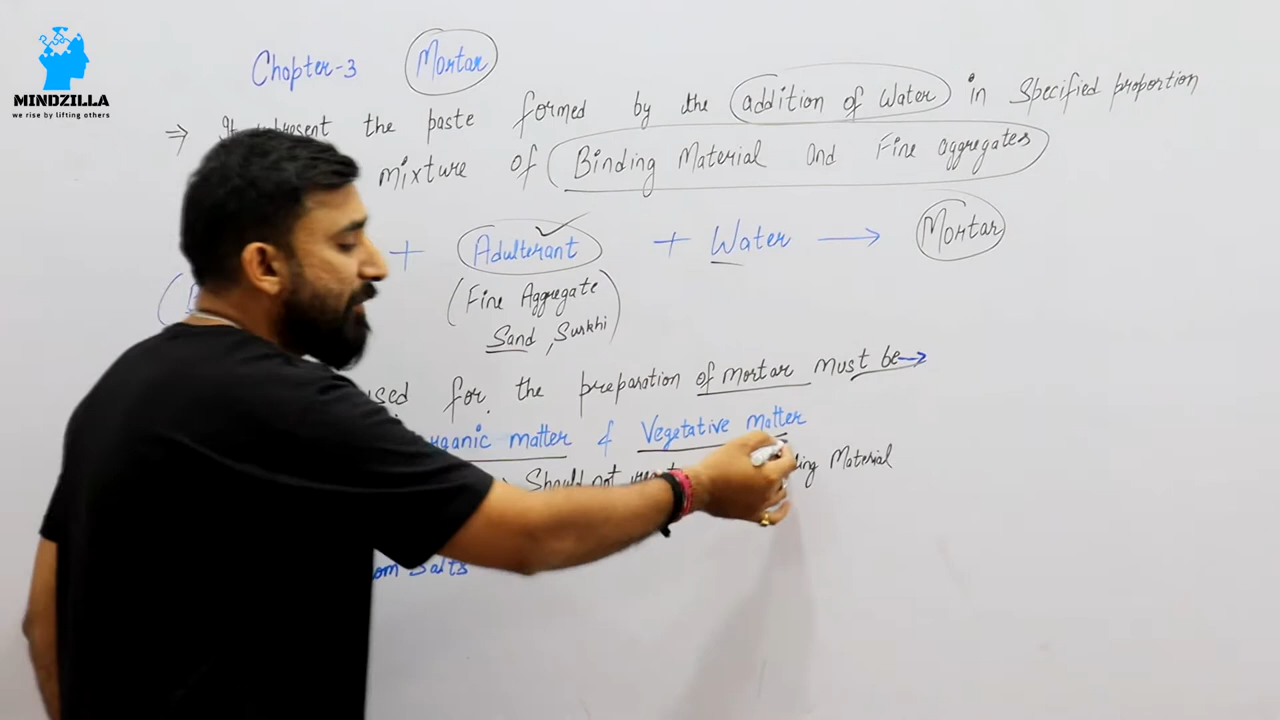 MINDZILLA
we rise by lifting others
Chapter-3 Mortar
⇒ It represent the paste formed by the addition of Water in Specified proportion
mixture of Binding Material and Fine aggregates
+ Adulterant + Water → Mortar
(Fine Aggregate
Sand, Surkhi)
used for the preparation of mortar must be→
organic matter & Vegetative matter
Should not Material
from Salts